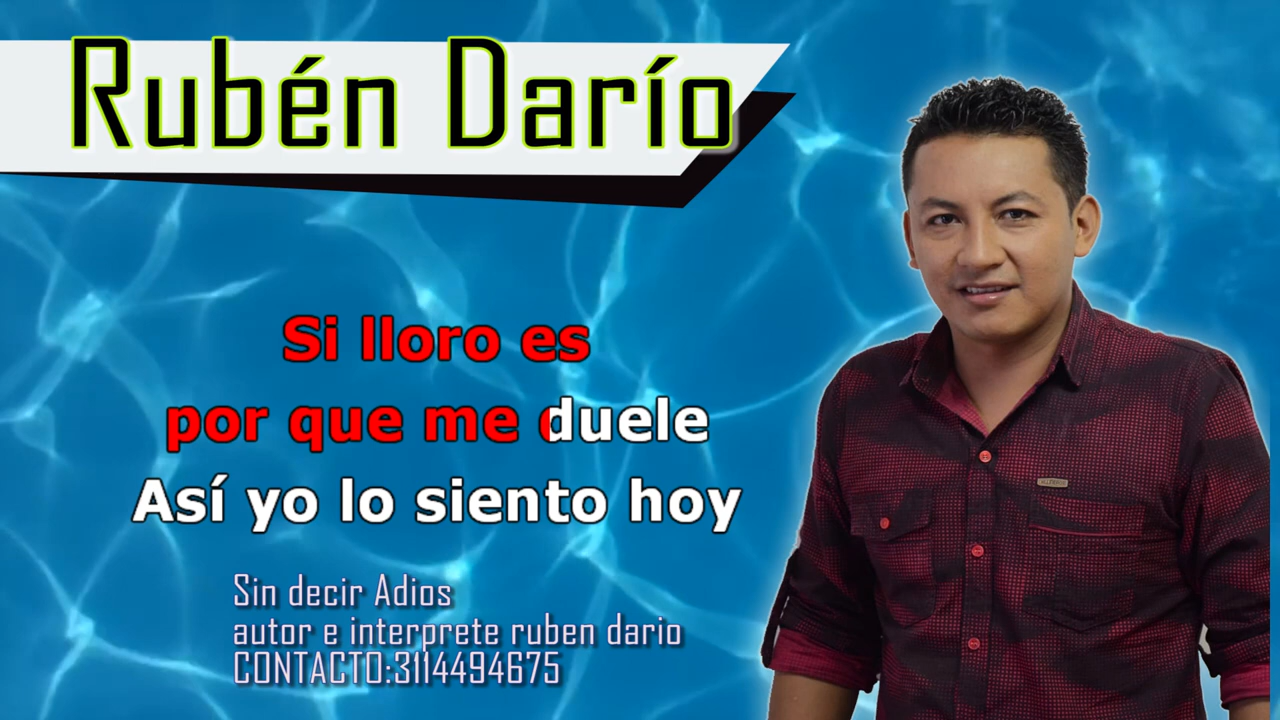 Rubén Darío
Si lloro es
por que me duele
Así yo lo siento hoy
Sin decir Adios
autor e interprete ruben dario
CONTACTO:3114494675